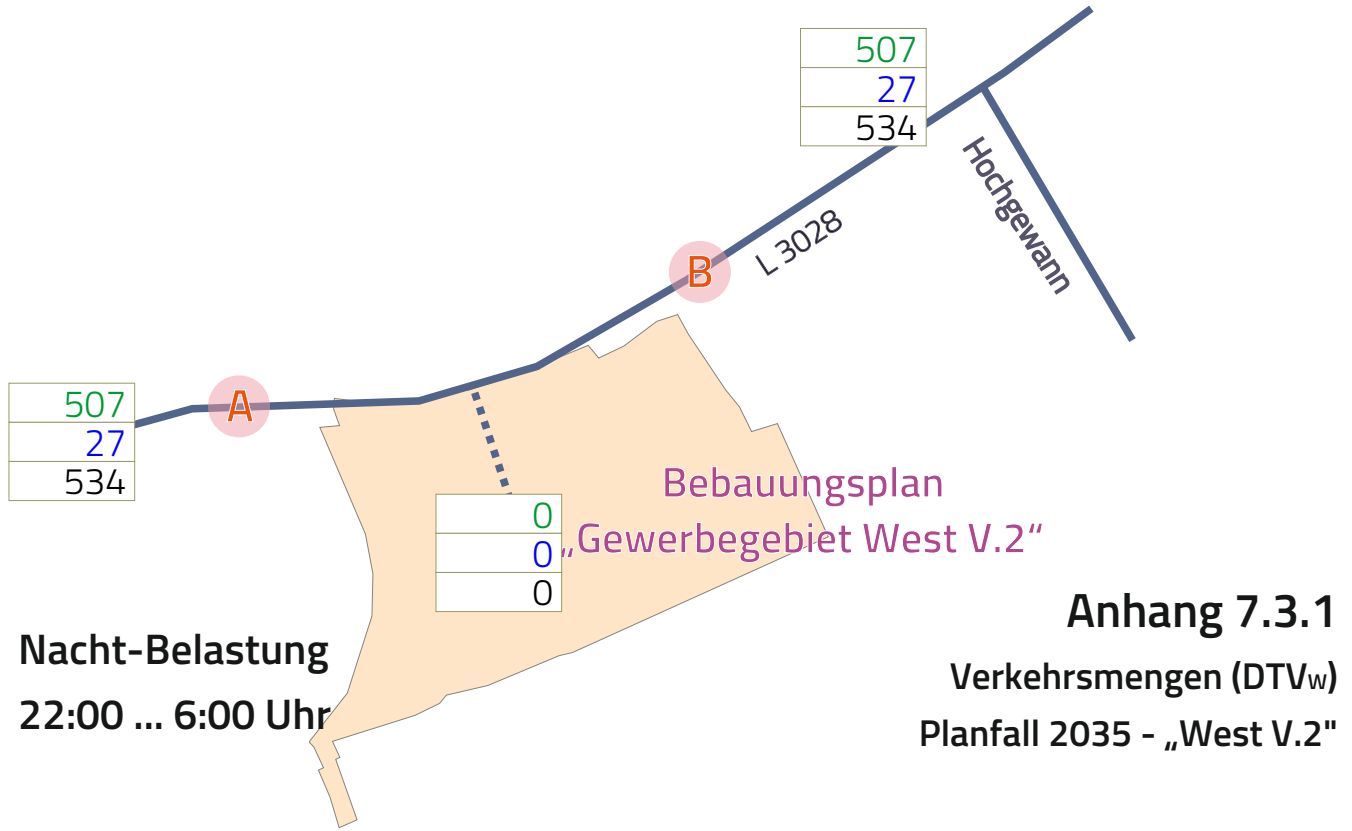 507
27
534
Hochgewann
L 3028
B
A
507
27
534
Bebauungsplan
„Gewerbegebiet West V.2“
0
0
0
Nacht-Belastung
22:00 ... 6:00 Uhr
Anhang 7.3.1
Verkehrsmengen (DTVw)
Planfall 2035 - „West V.2"